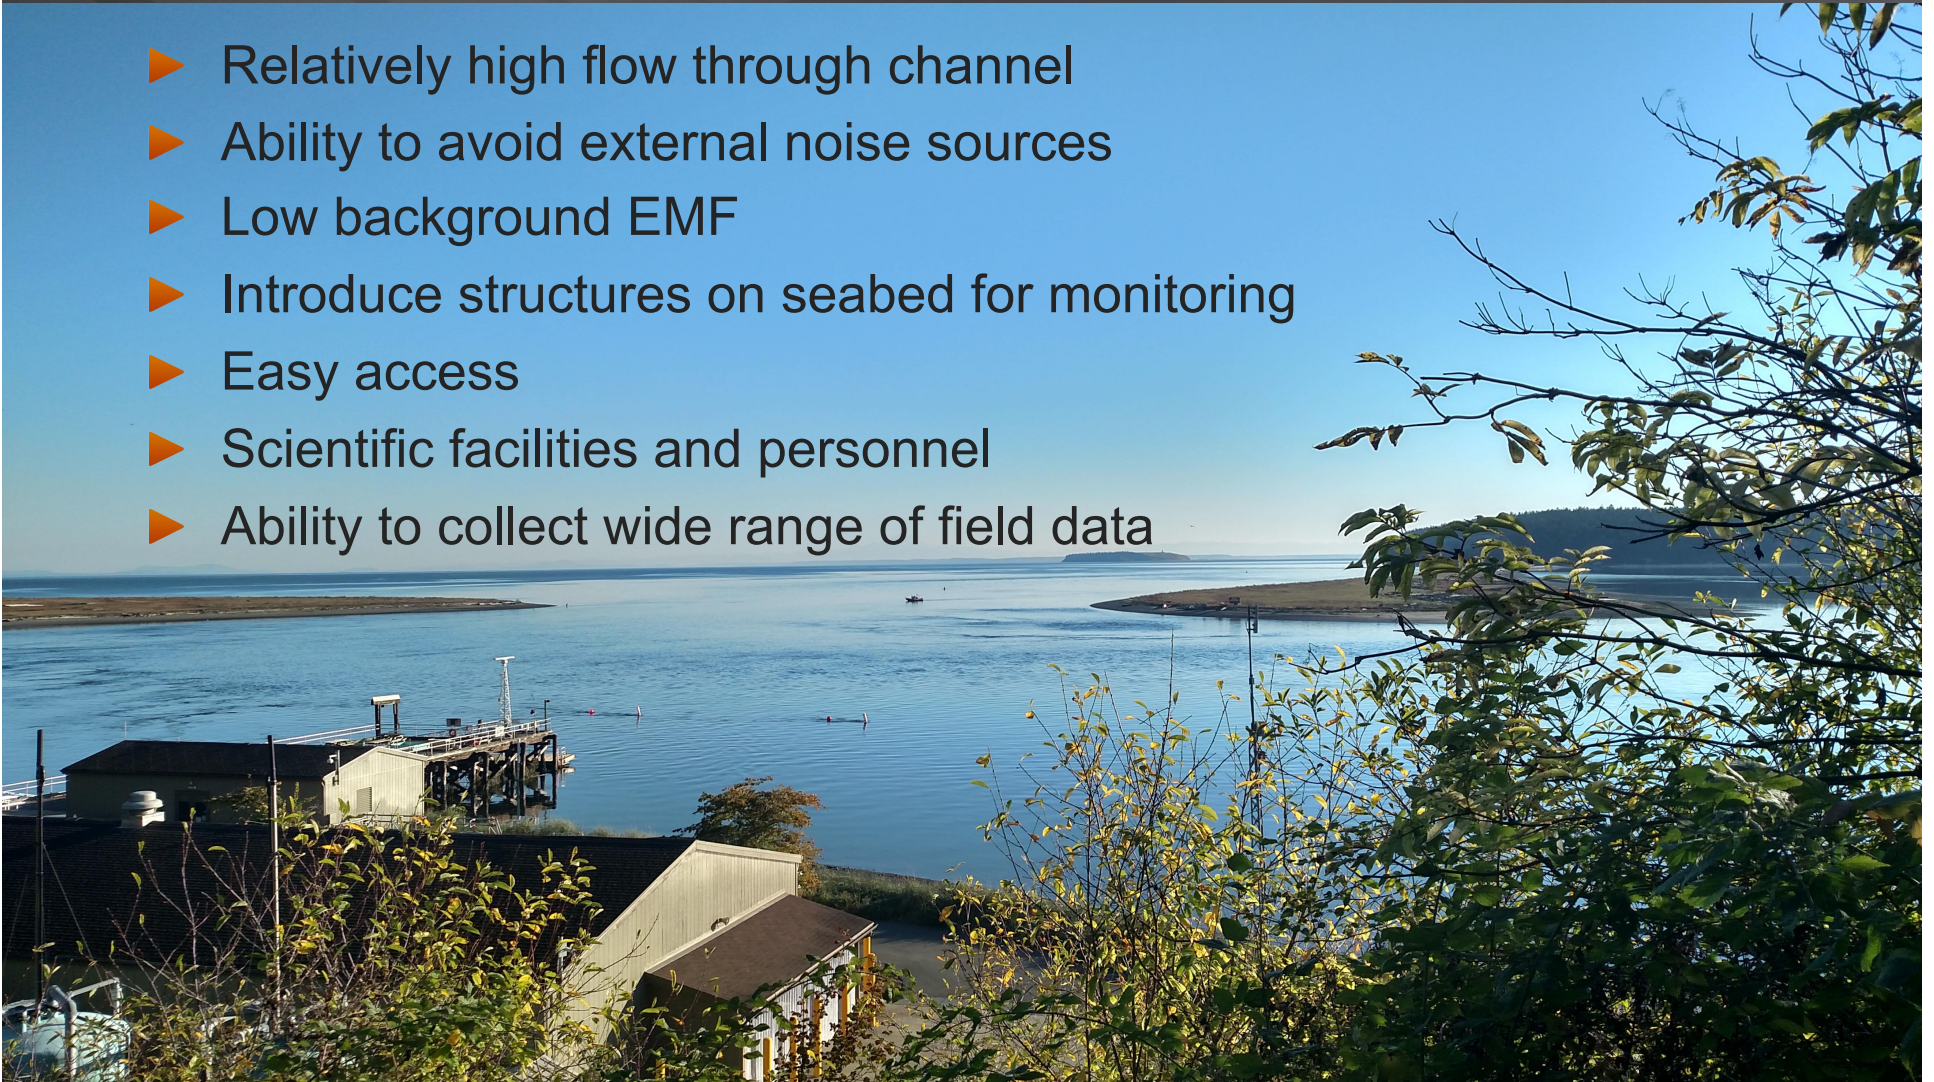 Relatively high flow through channel
Ability to avoid external noise sources
Low background EMF
Introduce structures on seabed for monitoring
Easy access
Scientific facilities and personnel
Ability to collect wide range of field data